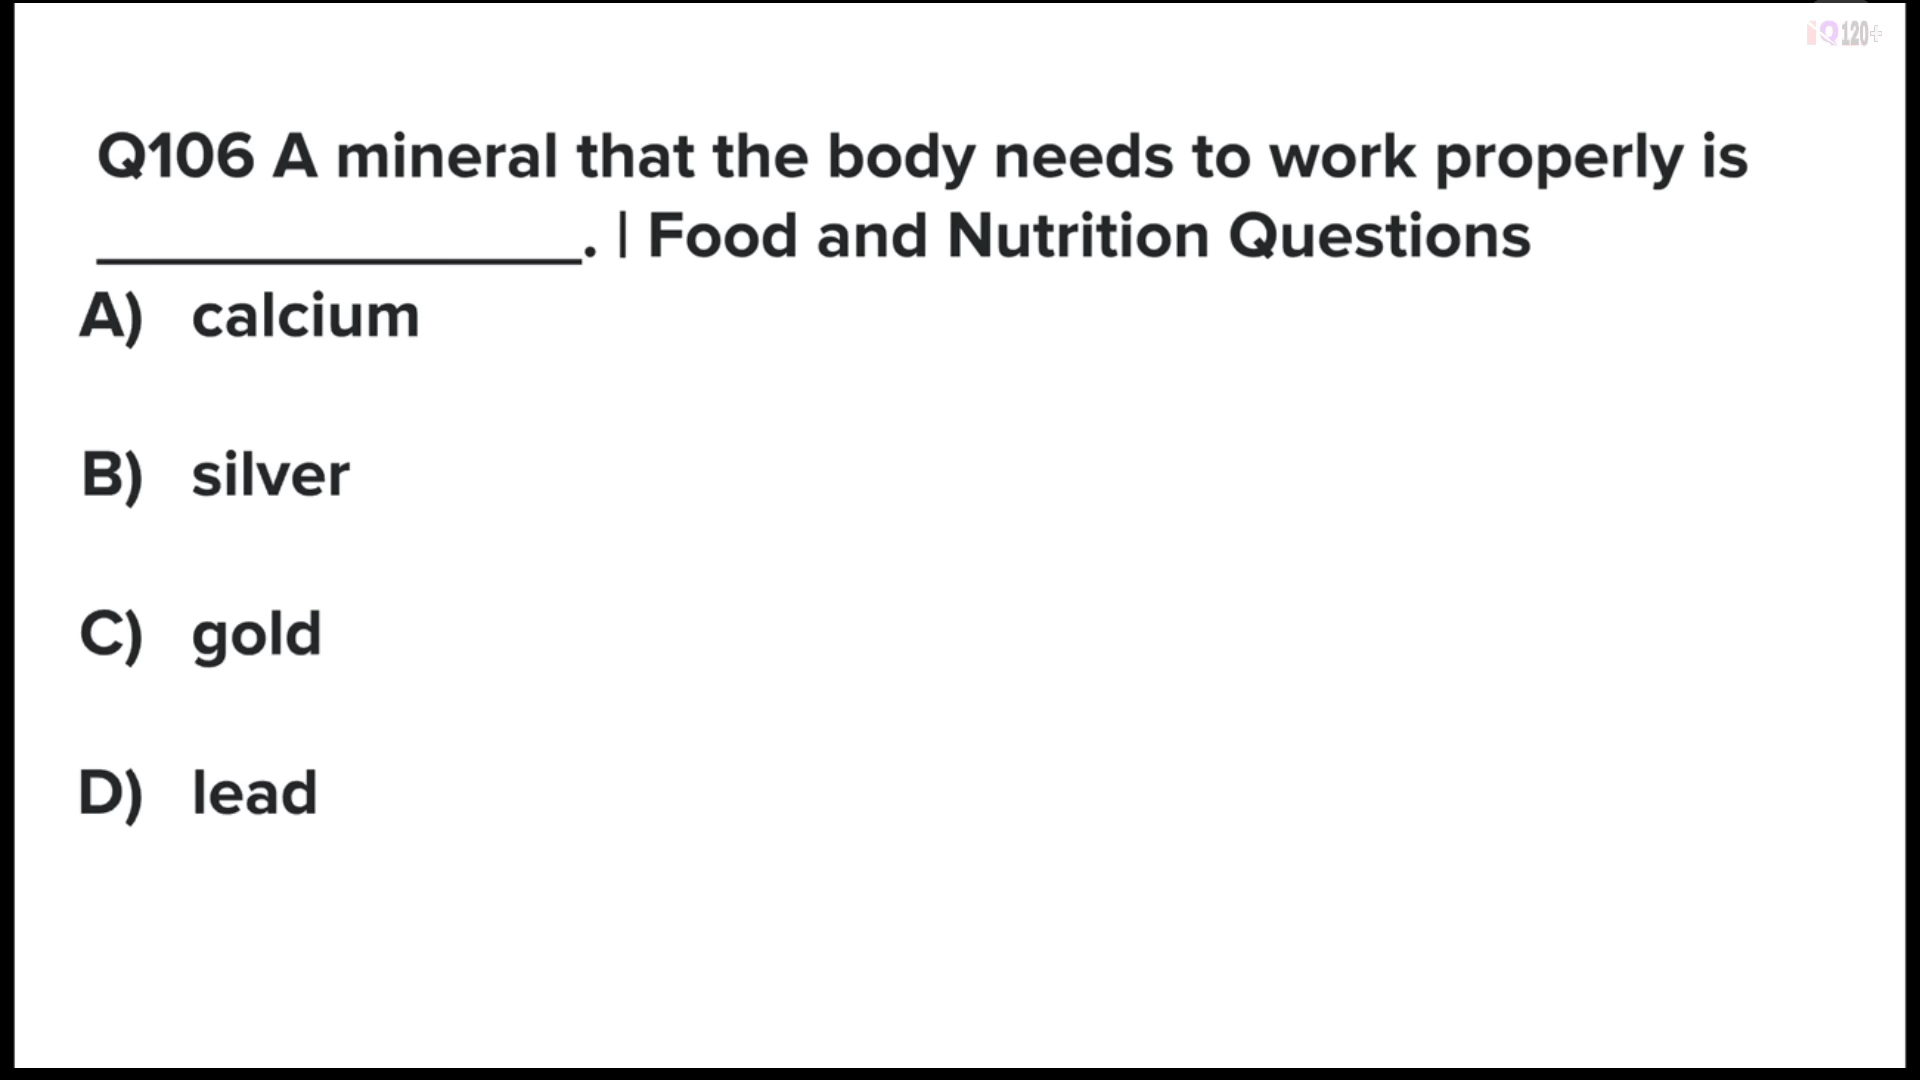 iQ120+
Q106 A mineral that the body needs to work properly is
_______________. | Food and Nutrition Questions
A) calcium
B) silver
C) gold
D) lead